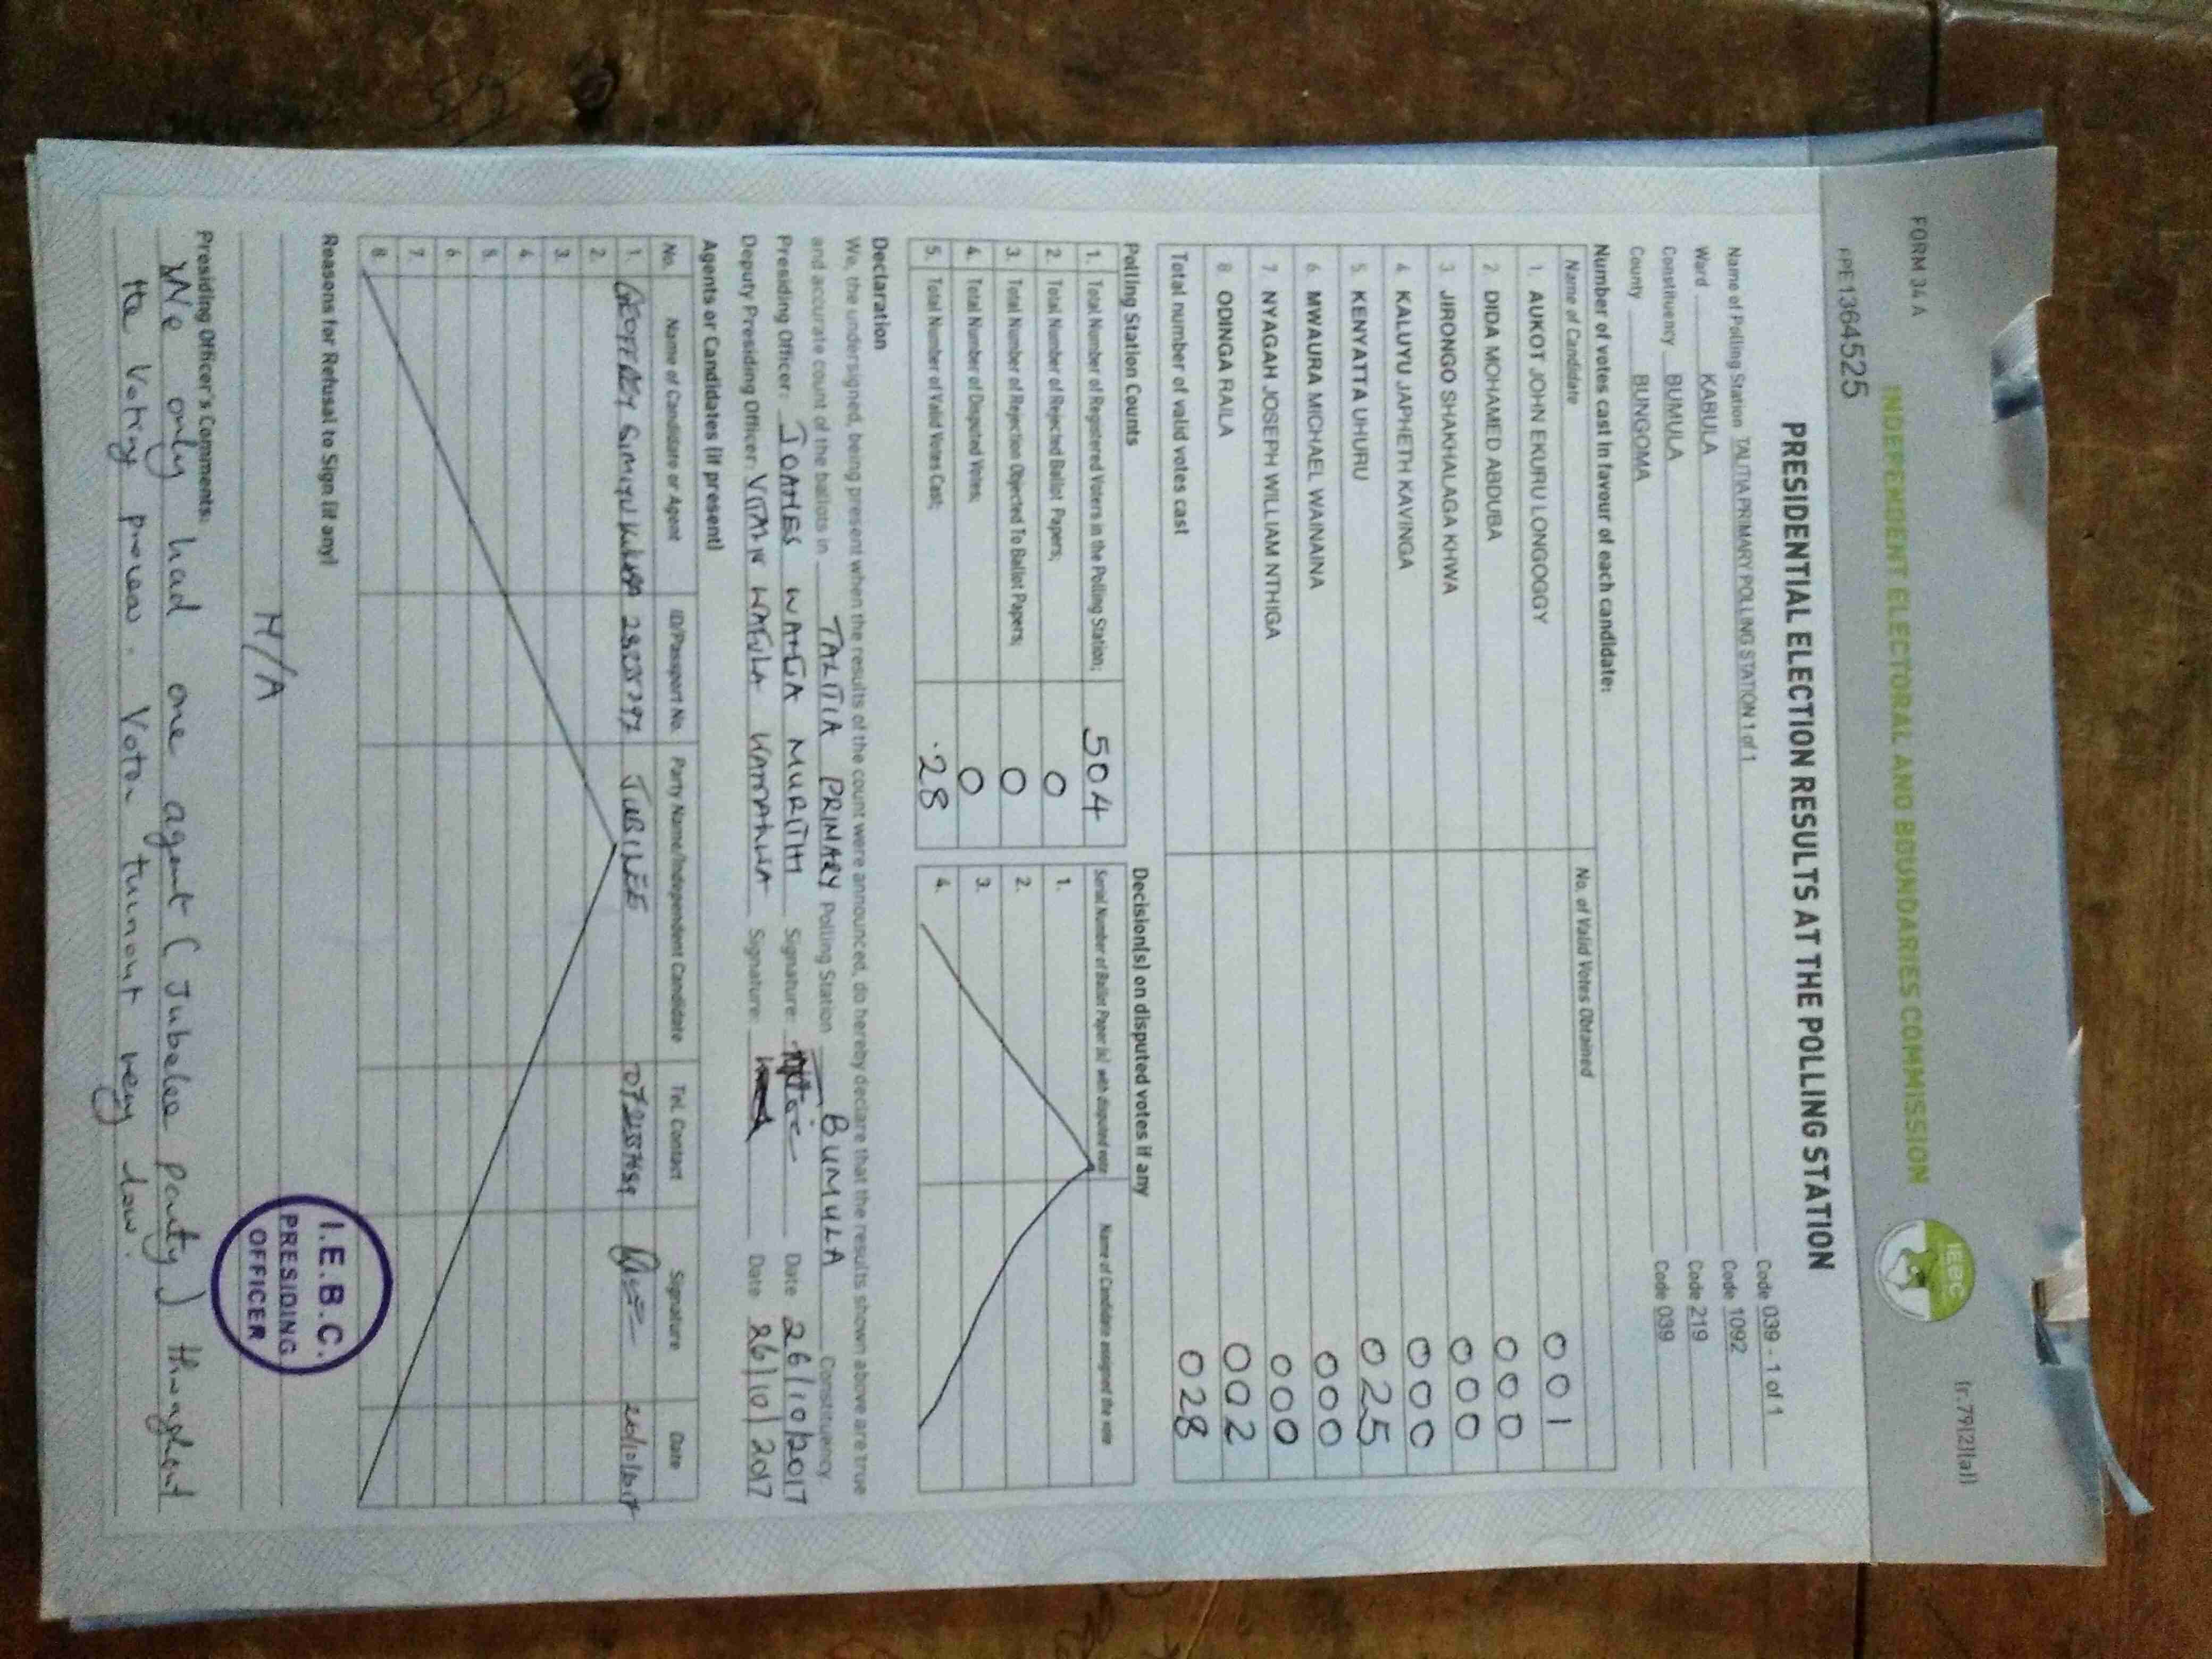 FORM 34 A
(r.79(2)(a))
INDEPENDENT ELECTORAL AND BOUNDARIES COMMISSION
IEBC
PE1364525
PRESIDENTIAL ELECTION RESULTS AT THE POLLING STATION
Name of Polling Station TALITIA PRIMARY POLLING STATION 1 of 1 Code 039 - 1 of 1
Ward KABULA Code 1092
Constituency BUMULA Code 219
County BUNGOMA Code 039
Number of votes cast in favour of each candidate:
Name of Candidate No. of Valid Votes Obtained
1. AUKOT JOHN EKURU LONGOGGY 001
2 DIDA MOHAMED ABDUBA 000
3 JIRONGO SHAKHALAGA KHWA 000
4 KALUYU JAPHETH KAVINGA 000
5. KENYATTA UHURU 025
6 MWAURA MICHAEL WAINAINA 000
7. NYAGAH JOSEPH WILLIAM NTHIGA 000
8 ODINGA RAILA 002
Total number of valid votes cast 028
Polling Station Counts
1. Total Number of Registered Voters in the Polling Station; 504
2 Total Number of Rejected Ballot Papers; 0
3. Total Number of Rejection Objected To Ballot Papers; 0
4. Total Number of Disputed Votes; 0
5. Total Number of Valid Votes Cast; 28
Decision(s) on disputed votes if any
Serial Number of Ballot Paper (s) with disputed vote Name of Candidate assigned the vote
1.
2.
3.
4.
Declaration
We, the undersigned, being present when the results of the count were announced, do hereby declare that the results shown above are true
and accurate count of the ballots in TALITIA PRIMARY Polling Station BUMULA Constituency
Presiding Officer: JOANES WANGA MURITHI Signature: Date 26/10/2017
Deputy Presiding Officer: VITALIS WAFULA Signature: Date 26/10/2017
Agents or Candidates (if present)
No. Name of Candidate or Agent ID/Passport No. Party Name/Independent Candidate Tel. Contact Signature Date
1. GEOFFREY SIMIYU JUBILEE 26/10/2017
2.
3.
4
5.
6.
7.
8.
Reasons for Refusal to Sign (if any)
N/A
I.E.B.C.
PRESIDING
OFFICER
Presiding Officer's Comments:
We only had one agent (Jubelee party) throughout
the Voting process. Voter turnout very low.